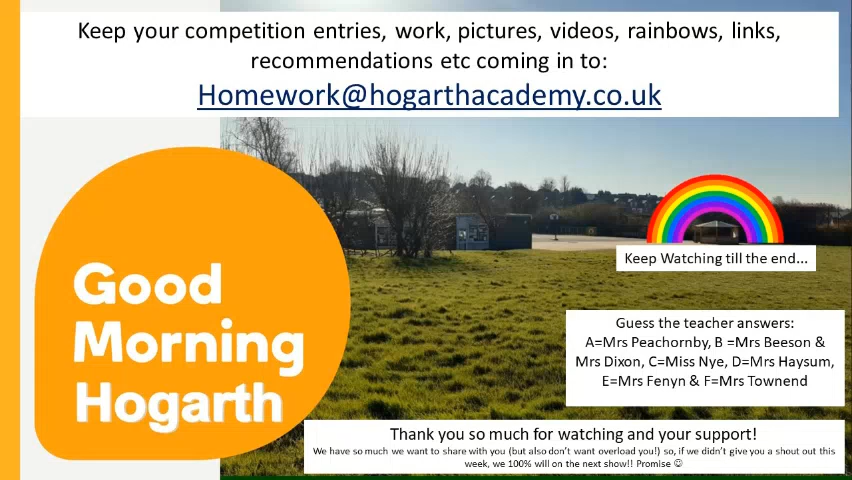 Keep your competition entries, work, pictures, videos, rainbows, links,
recommendations etc coming in to:
Homework@hogarthacademy.co.uk
Good
Morning
Hogarth
Keep Watching till the end...
Guess the teacher answers:
A=Mrs Peachornby, B =Mrs Beeson &
Mrs Dixon, C=Miss Nye, D=Mrs Haysum,
E=Mrs Fenyn & F=Mrs Townend
Thank you so much for watching and your support!
We have so much we want to share with you (but also don't want overload you!) so, if we didn't give you a shout out this
week, we 100% will on the next show!! Promise ☺